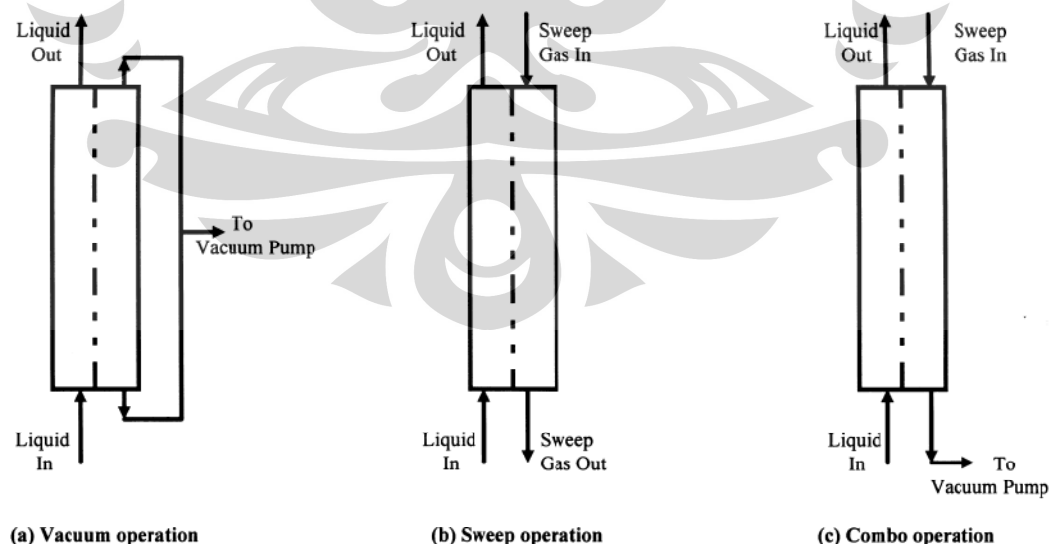 Liquid
Out
To
Vacuum Pump
Liquid
In
(a) Vacuum operation
Liquid
Out
Sweep
Gas In
Liquid
In
Sweep
Gas Out
(b) Sweep operation
Liquid
Out
Sweep
Gas In
Liquid
In
To
Vacuum Pump
(c) Combo operation